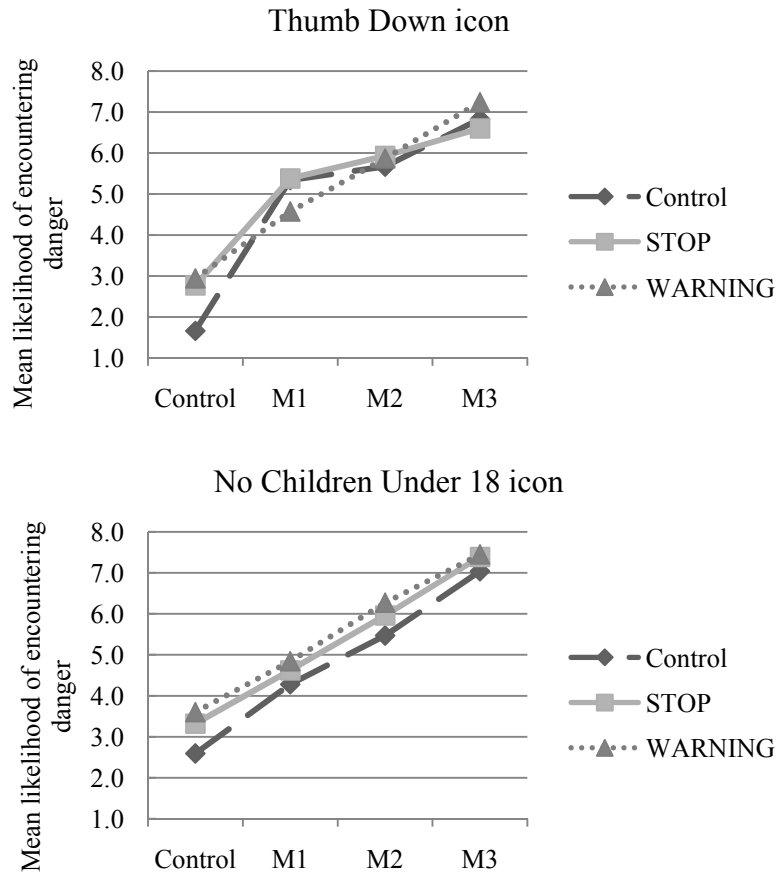 Thumb Down icon
Mean likelihood of encountering
danger
8.0
7.0
6.0
5.0
4.0
3.0
2.0
1.0
Control M1 M2 M3
Control
STOP
WARNING
No Children Under 18 icon
Mean likelihood of encountering
danger
8.0
7.0
6.0
5.0
4.0
3.0
2.0
1.0
Control M1 M2 M3
Control
STOP
WARNING